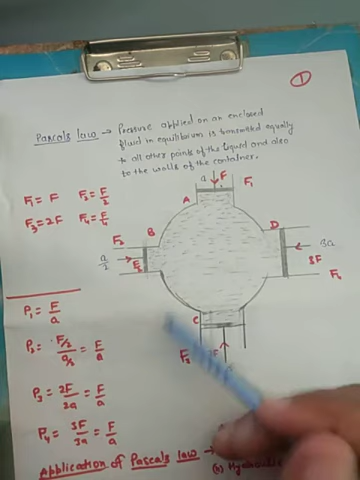 ①
Pascals law → Pressure applied on an enclosed
fluid in equilibrium is transmitted equally
to all other points of the liquid and also
to the walls of the container.
F₁ = F F₂ = F/2
F₃ = 2F F₄ = F/4
a F F₁
A
B
D
F₂
a/2
3a
3F
F₄
C
F₃
P₁ = F/a
P₂ = F/2 / a/2 = F/a
P₃ = 2F/2a = F/a
P₄ = 3F/3a = F/a
Application of Pascals law →